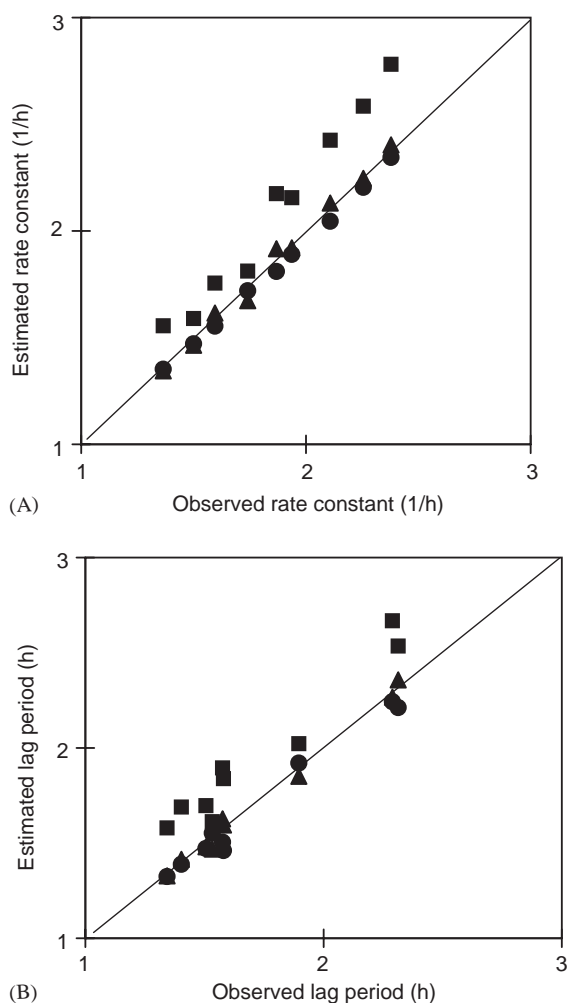 3
2
1
Estimated rate constant (1/h)
1 2 3
(A) Observed rate constant (1/h)
3
2
1
Estimated lag period (h)
1 2 3
(B) Observed lag period (h)